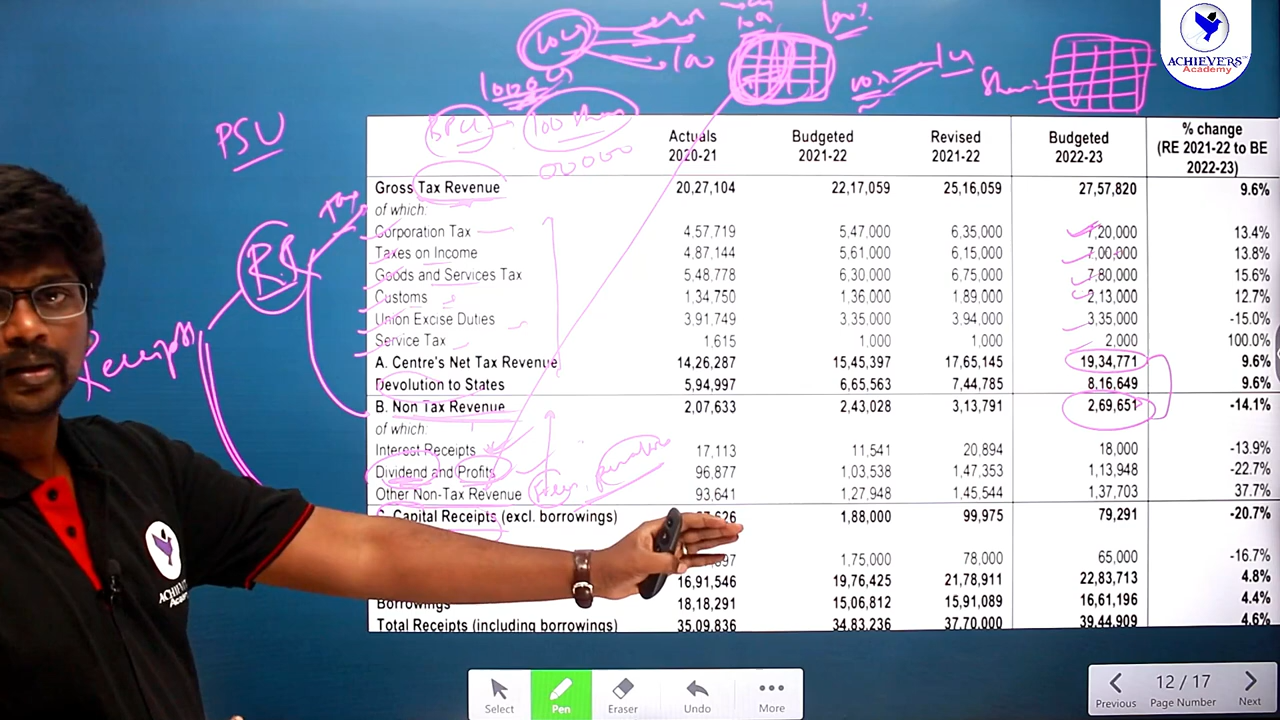 ACHIEVERS
Academy
PSU
R.R
Tax
Receipts
BPCL → 100 share
000000
100%
10%
Actuals 2020-21 Budgeted 2021-22 Revised 2021-22 Budgeted 2022-23 % change (RE 2021-22 to BE 2022-23)
Gross Tax Revenue 20,27,104 22,17,059 25,16,059 27,57,820 9.6%
of which:
Corporation Tax 4,57,719 5,47,000 6,35,000 7,20,000 13.4%
Taxes on Income 4,87,144 5,61,000 6,15,000 7,00,000 13.8%
Goods and Services Tax 5,48,778 6,30,000 6,75,000 7,80,000 15.6%
Customs 1,34,750 1,36,000 1,89,000 2,13,000 12.7%
Union Excise Duties 3,91,749 3,35,000 3,94,000 3,35,000 -15.0%
Service Tax 1,615 1,000 1,000 2,000 100.0%
A. Centre's Net Tax Revenue 14,26,287 15,45,397 17,65,145 19,34,771 9.6%
Devolution to States 5,94,997 6,65,563 7,44,785 8,16,649 9.6%
B. Non Tax Revenue 2,07,633 2,43,028 3,13,791 2,69,651 -14.1%
of which:
Interest Receipts 17,113 11,541 20,894 18,000 -13.9%
Dividend and Profits 96,877 1,03,538 1,47,353 1,13,948 -22.7%
Other Non-Tax Revenue 93,641 1,27,948 1,45,544 1,37,703 37.7%
Fees,
C. Capital Receipts (excl. borrowings) 1,88,000 99,975 79,291 -20.7%
1,75,000 78,000 65,000 -16.7%
16,91,546 19,76,425 21,78,911 22,83,713 4.8%
Borrowings 18,18,291 15,06,812 15,91,089 16,61,196 4.4%
Total Receipts (including borrowings) 35,09,836 34,83,236 37,70,000 39,44,909 4.6%
Select Pen Eraser Undo More
Previous 12 / 17 Page Number Next